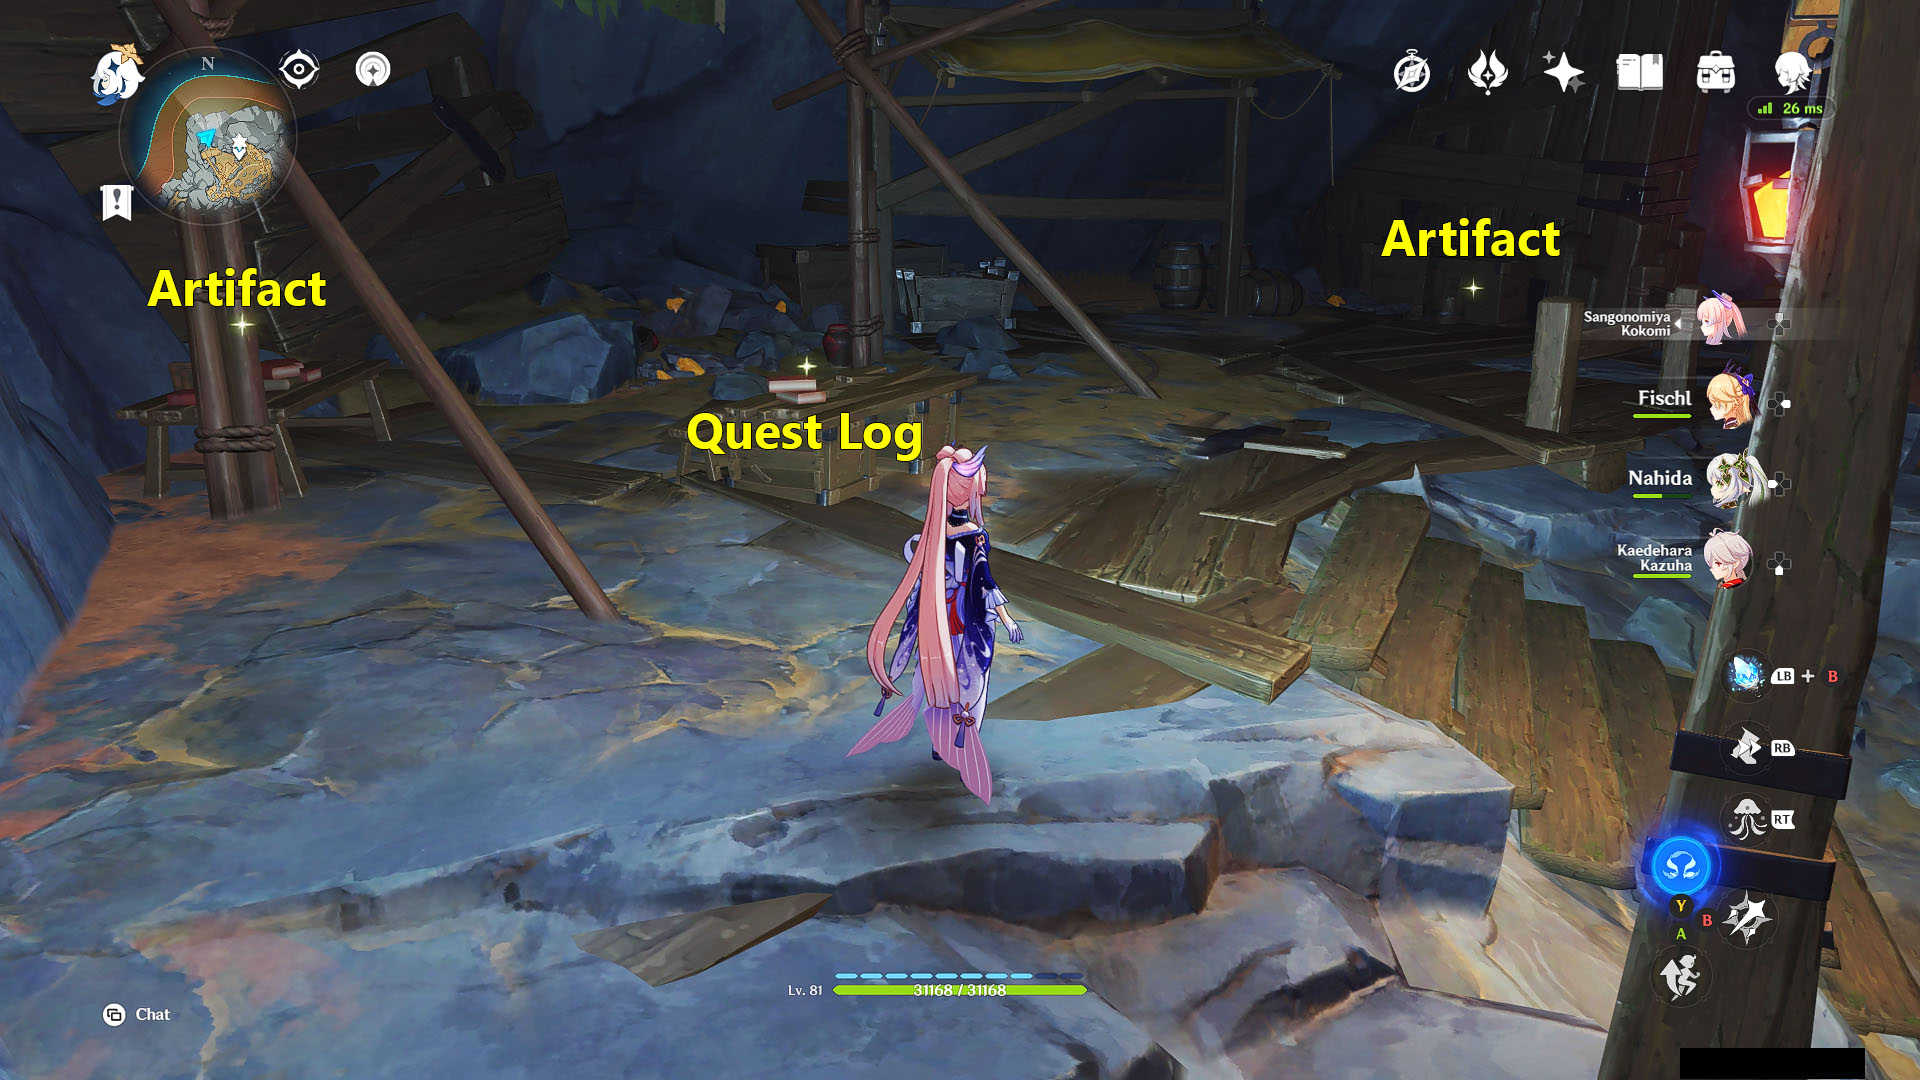 N
26 ms
Artifact
Artifact
Sangonomiya
Kokomi
Fischl
Quest Log
Nahida
Kaedehara
Kazuha
LB + B
RB
RT
Y
B
A
Lv. 81
31168 / 31168
Chat